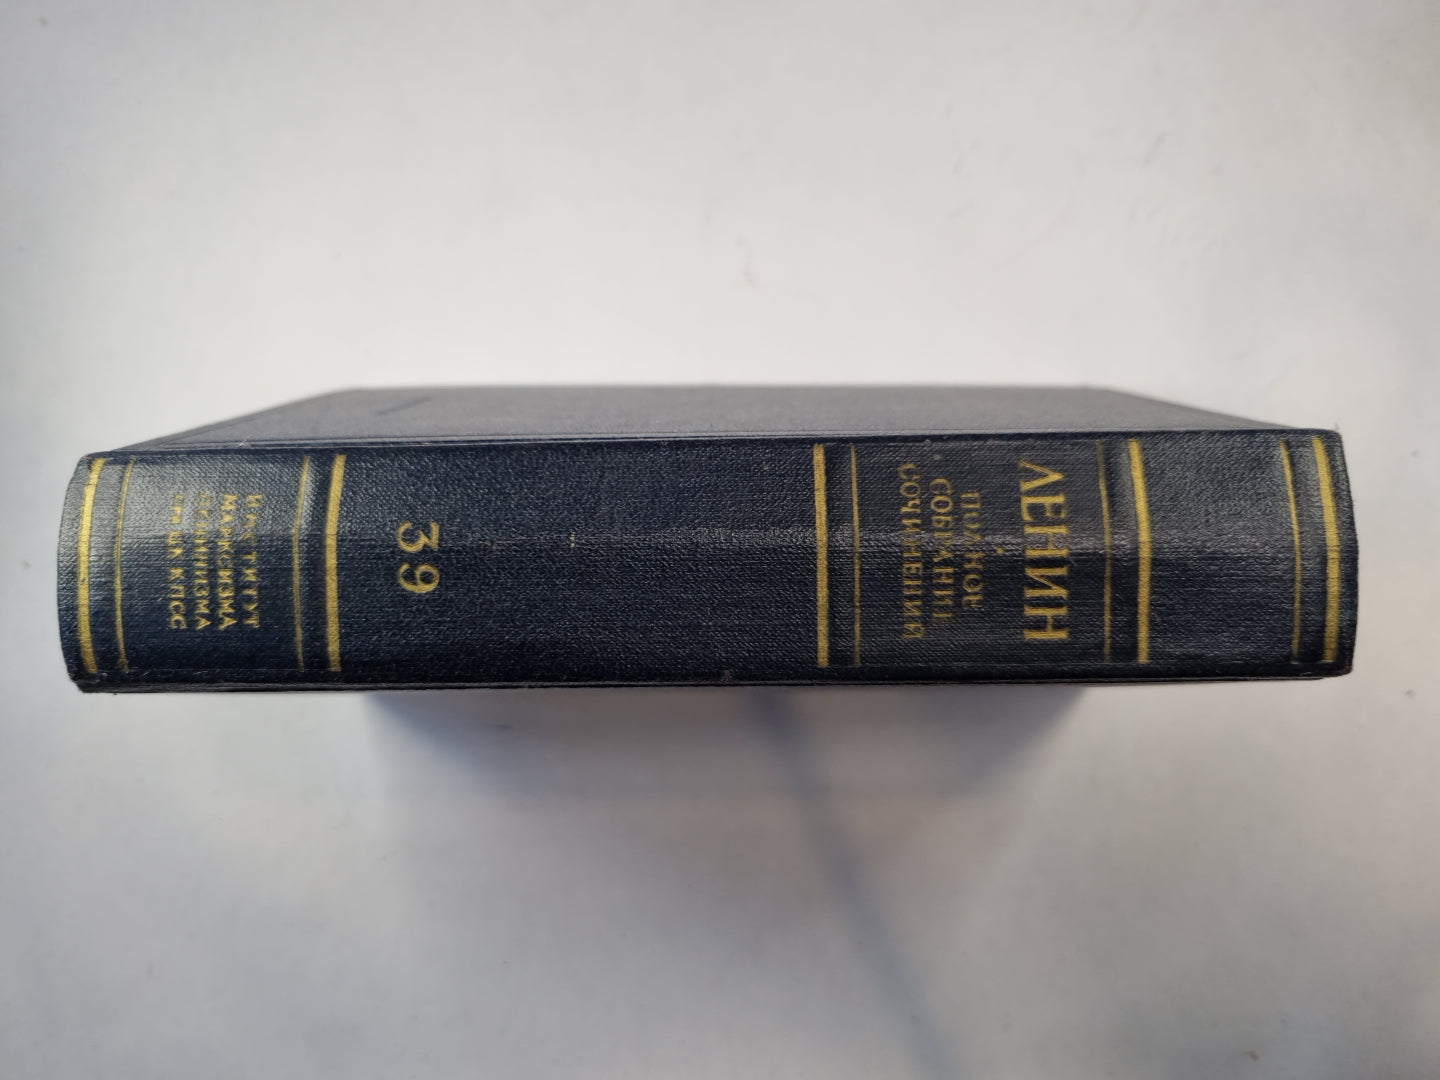 ЛЕНИН
ПОЛНОЕ
СОБРАНИЕ
СОЧИНЕНИЙ
39
ИНСТИТУТ
МАРКСИЗМА
ЛЕНИНИЗМА
ПРИ ЦК КПСС